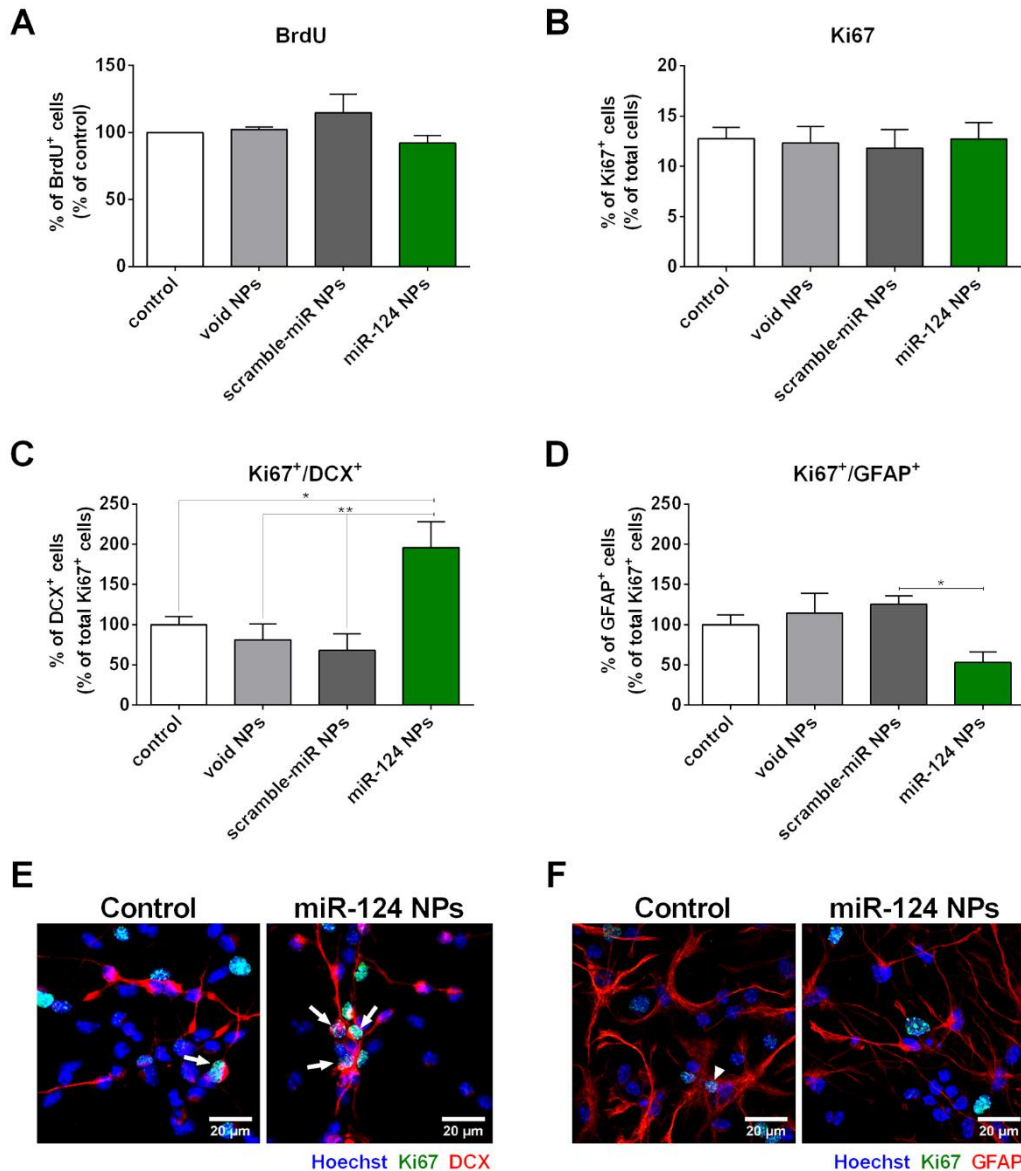 A
BrdU
% of BrdU⁺ cells
(% of control)
150
100
50
0
control
void NPs
scramble-miR NPs
miR-124 NPs
B
Ki67
% of Ki67⁺ cells
(% of total cells)
20
15
10
5
0
control
void NPs
scramble-miR NPs
miR-124 NPs
C
Ki67⁺/DCX⁺
% of DCX⁺ cells
(% of total Ki67⁺ cells)
250
200
150
100
50
0
*
**
control
void NPs
scramble-miR NPs
miR-124 NPs
D
Ki67⁺/GFAP⁺
% of GFAP⁺ cells
(% of total Ki67⁺ cells)
250
200
150
100
50
0
*
control
void NPs
scramble-miR NPs
miR-124 NPs
E
Control
miR-124 NPs
20 µm
20 µm
Hoechst Ki67 DCX
F
Control
miR-124 NPs
20 µm
20 µm
Hoechst Ki67 GFAP